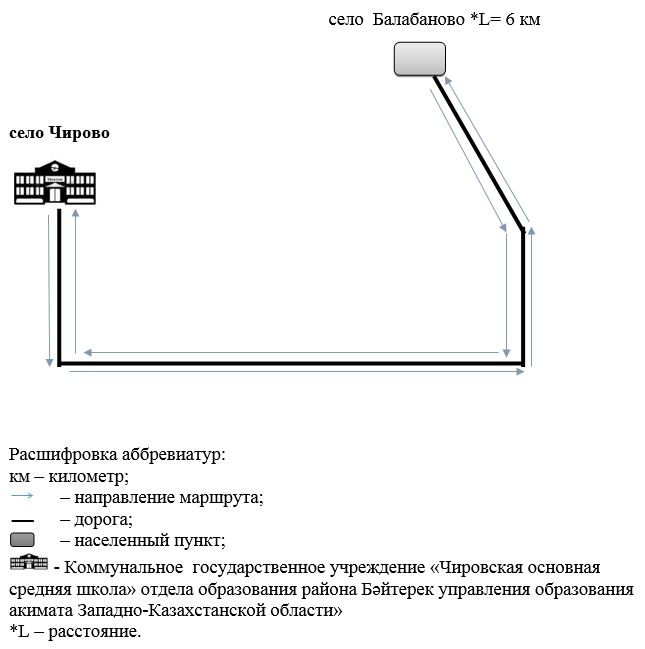 село Балабаново *L= 6 км
село Чирово
Расшифровка аббревиатур:
км – километр;
– направление маршрута;
– дорога;
– населенный пункт;
- Коммунальное государственное учреждение «Чировская основная
средняя школа» отдела образования района Бәйтерек управления образования
акимата Западно-Казахстанской области»
*L – расстояние.